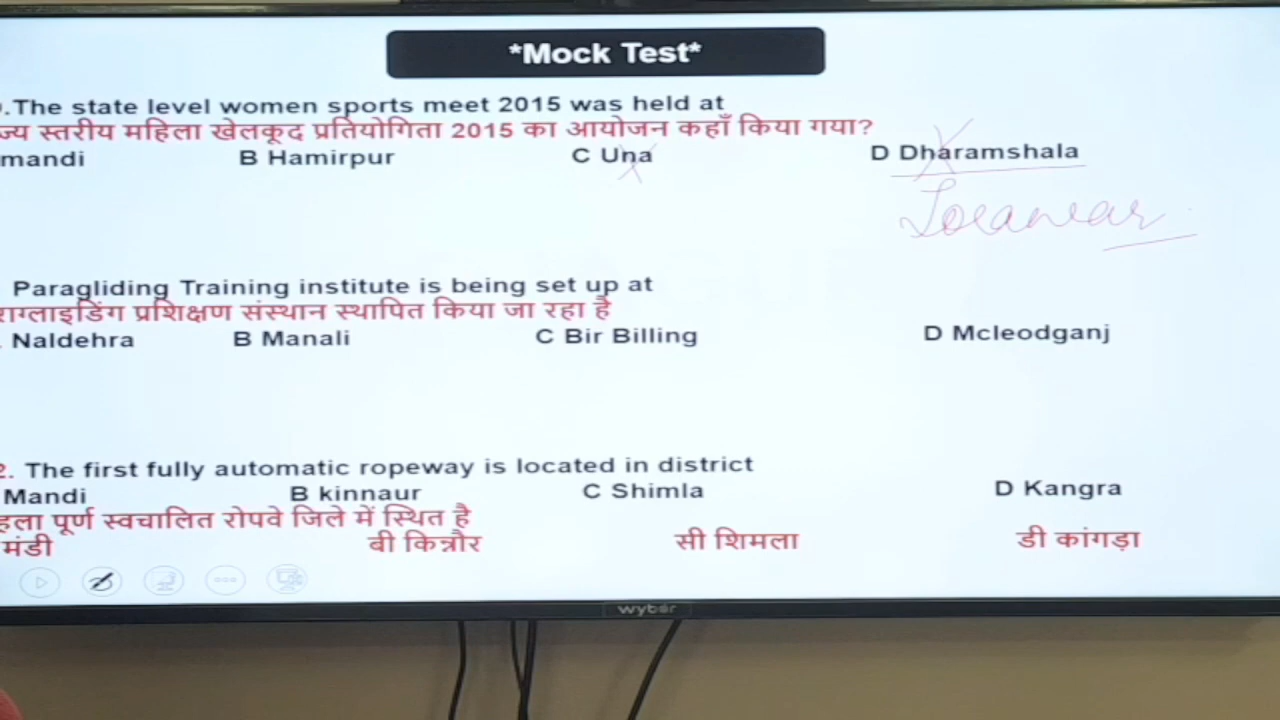 *Mock Test*
.The state level women sports meet 2015 was held at
ज्य स्तरीय महिला खेलकूद प्रतियोगिता 2015 का आयोजन कहाँ किया गया?
mandi B Hamirpur C Una D Dharamshala
Paragliding Training institute is being set up at
राग्लाइडिंग प्रशिक्षण संस्थान स्थापित किया जा रहा है
Naldehra B Manali C Bir Billing D Mcleodganj
2. The first fully automatic ropeway is located in district
Mandi B kinnaur C Shimla D Kangra
हला पूर्ण स्वचालित रोपवे जिले में स्थित है
मंडी बी किन्नौर सी शिमला डी कांगड़ा
wybor